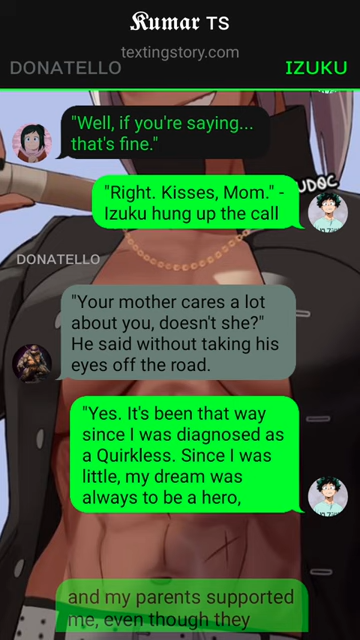 Kumar TS
textingstory.com
DONATELLO
IZUKU
"Well, if you're saying...
that's fine."
UDØC
"Right. Kisses, Mom." -
Izuku hung up the call
DONATELLO
"Your mother cares a lot
about you, doesn't she?"
He said without taking his
eyes off the road.
"Yes. It's been that way
since I was diagnosed as
a Quirkless. Since I was
little, my dream was
always to be a hero,
and my parents supported
me, even though they